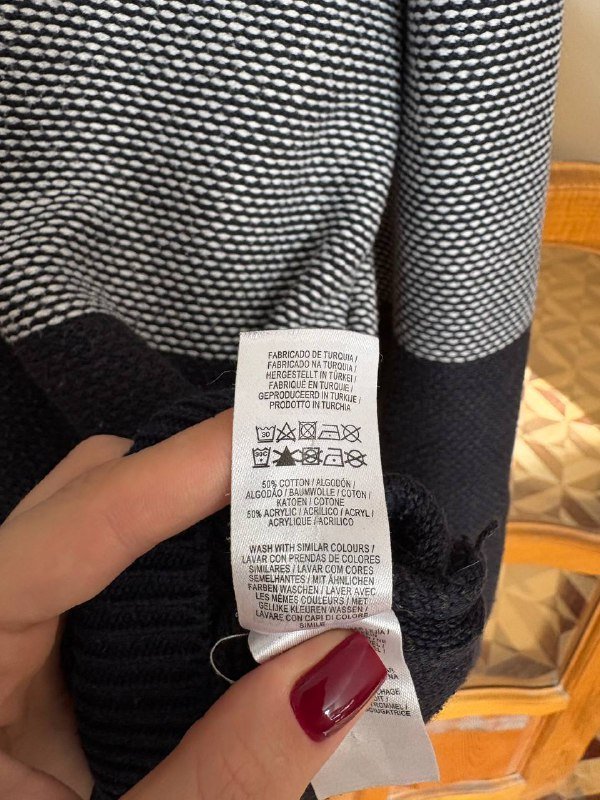 FABRICADO DE TURQUIA /
FABRICADO NA TURQUIA /
HERGESTELLT IN TÜRKEI /
FABRIQUÉ EN TURQUIE /
GEPRODUCEERD IN TURKIJE /
PRODOTTO IN TURCHIA
30
30C
50% COTTON / ALGODÓN /
ALGODÃO / BAUMWOLLE / COTON /
KATOEN / COTONE
50% ACRYLIC / ACRÍLICO / ACRYL /
ACRYLIQUE / ACRILICO
WASH WITH SIMILAR COLOURS /
LAVAR CON PRENDAS DE COLORES
SIMILARES / LAVAR COM CORES
SEMELHANTES / MIT ÄHNLICHEN
FARBEN WASCHEN / LAVER AVEC
LES MÊMES COULEURS / MET
GELIJKE KLEUREN WASSEN /
LAVARE CON CAPI DI COLORE
SIMILE